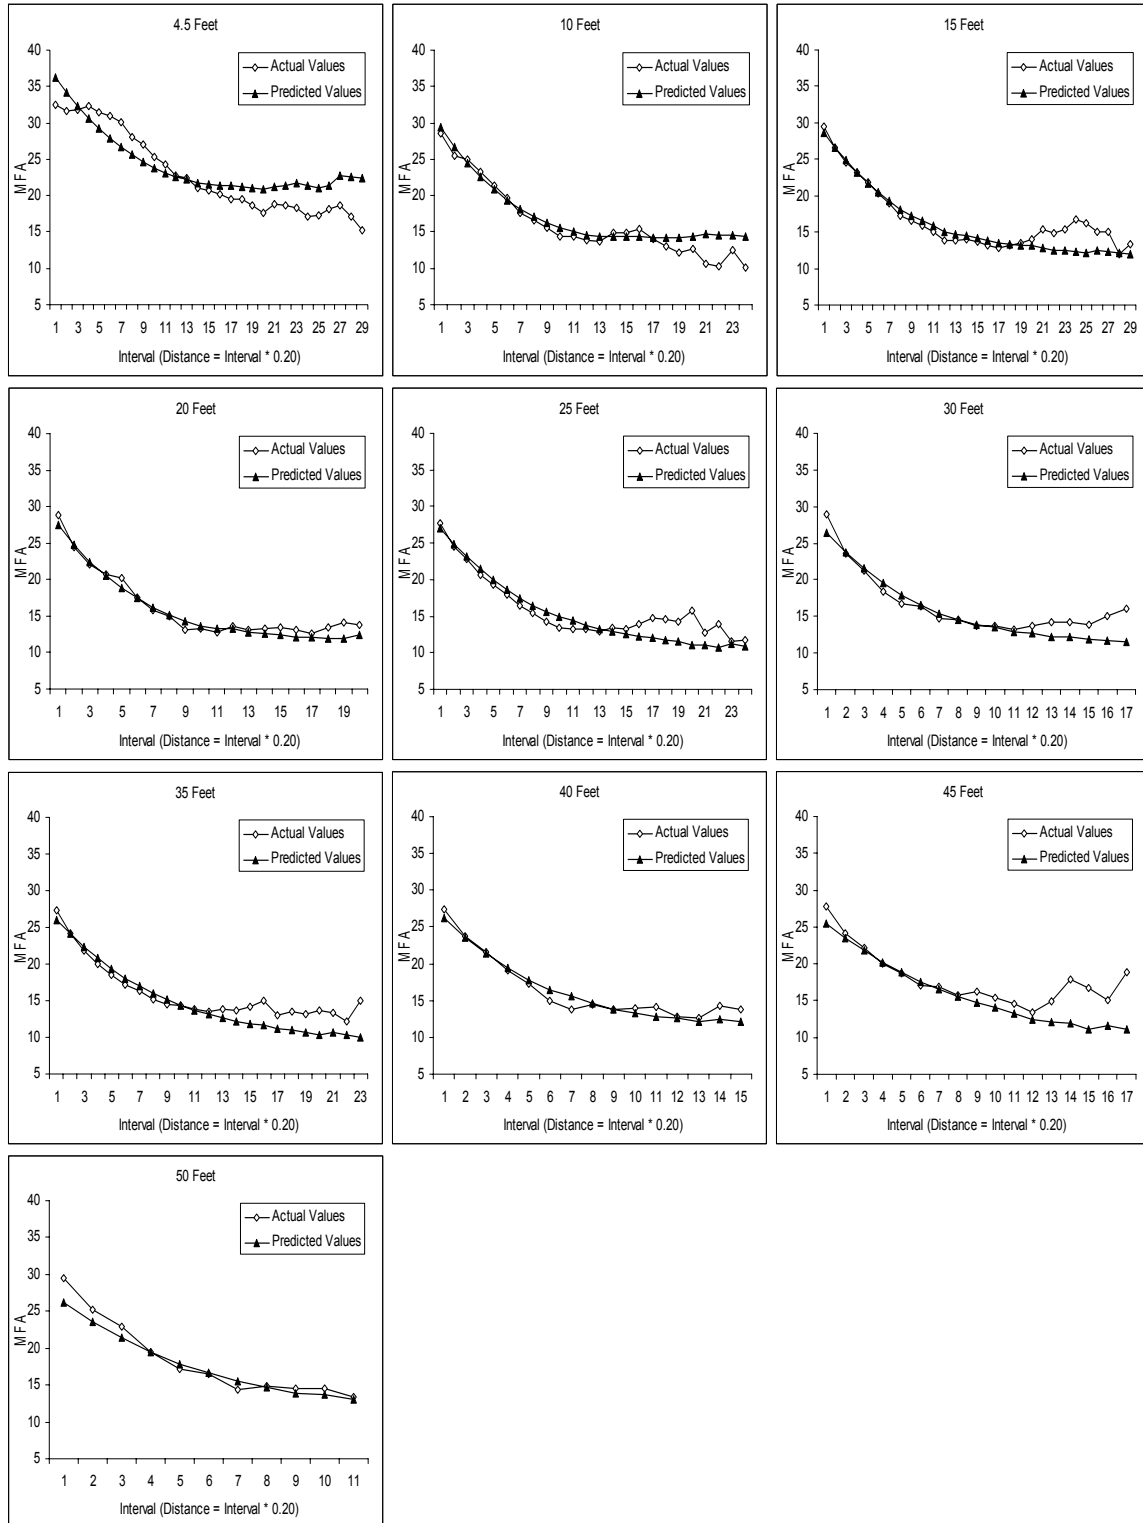 4.5 Feet
40
35
30
25
20
15
10
5
MFA
Actual Values
Predicted Values
1 3 5 7 9 11 13 15 17 19 21 23 25 27 29
Interval (Distance = Interval * 0.20)
10 Feet
40
35
30
25
20
15
10
5
MFA
Actual Values
Predicted Values
1 3 5 7 9 11 13 15 17 19 21 23
Interval (Distance = Interval * 0.20)
15 Feet
40
35
30
25
20
15
10
5
MFA
Actual Values
Predicted Values
1 3 5 7 9 11 13 15 17 19 21 23 25 27 29
Interval (Distance = Interval * 0.20)
20 Feet
40
35
30
25
20
15
10
5
MFA
Actual Values
Predicted Values
1 3 5 7 9 11 13 15 17 19
Interval (Distance = Interval * 0.20)
25 Feet
40
35
30
25
20
15
10
5
MFA
Actual Values
Predicted Values
1 3 5 7 9 11 13 15 17 19 21 23
Interval (Distance = Interval * 0.20)
30 Feet
40
35
30
25
20
15
10
5
MFA
Actual Values
Predicted Values
1 2 3 4 5 6 7 8 9 10 11 12 13 14 15 16 17
Interval (Distance = Interval * 0.20)
35 Feet
40
35
30
25
20
15
10
5
MFA
Actual Values
Predicted Values
1 3 5 7 9 11 13 15 17 19 21 23
Interval (Distance = Interval * 0.20)
40 Feet
40
35
30
25
20
15
10
5
MFA
Actual Values
Predicted Values
1 2 3 4 5 6 7 8 9 10 11 12 13 14 15
Interval (Distance = Interval * 0.20)
45 Feet
40
35
30
25
20
15
10
5
MFA
Actual Values
Predicted Values
1 2 3 4 5 6 7 8 9 10 11 12 13 14 15 16 17
Interval (Distance = Interval * 0.20)
50 Feet
40
35
30
25
20
15
10
5
MFA
Actual Values
Predicted Values
1 2 3 4 5 6 7 8 9 10 11
Interval (Distance = Interval * 0.20)